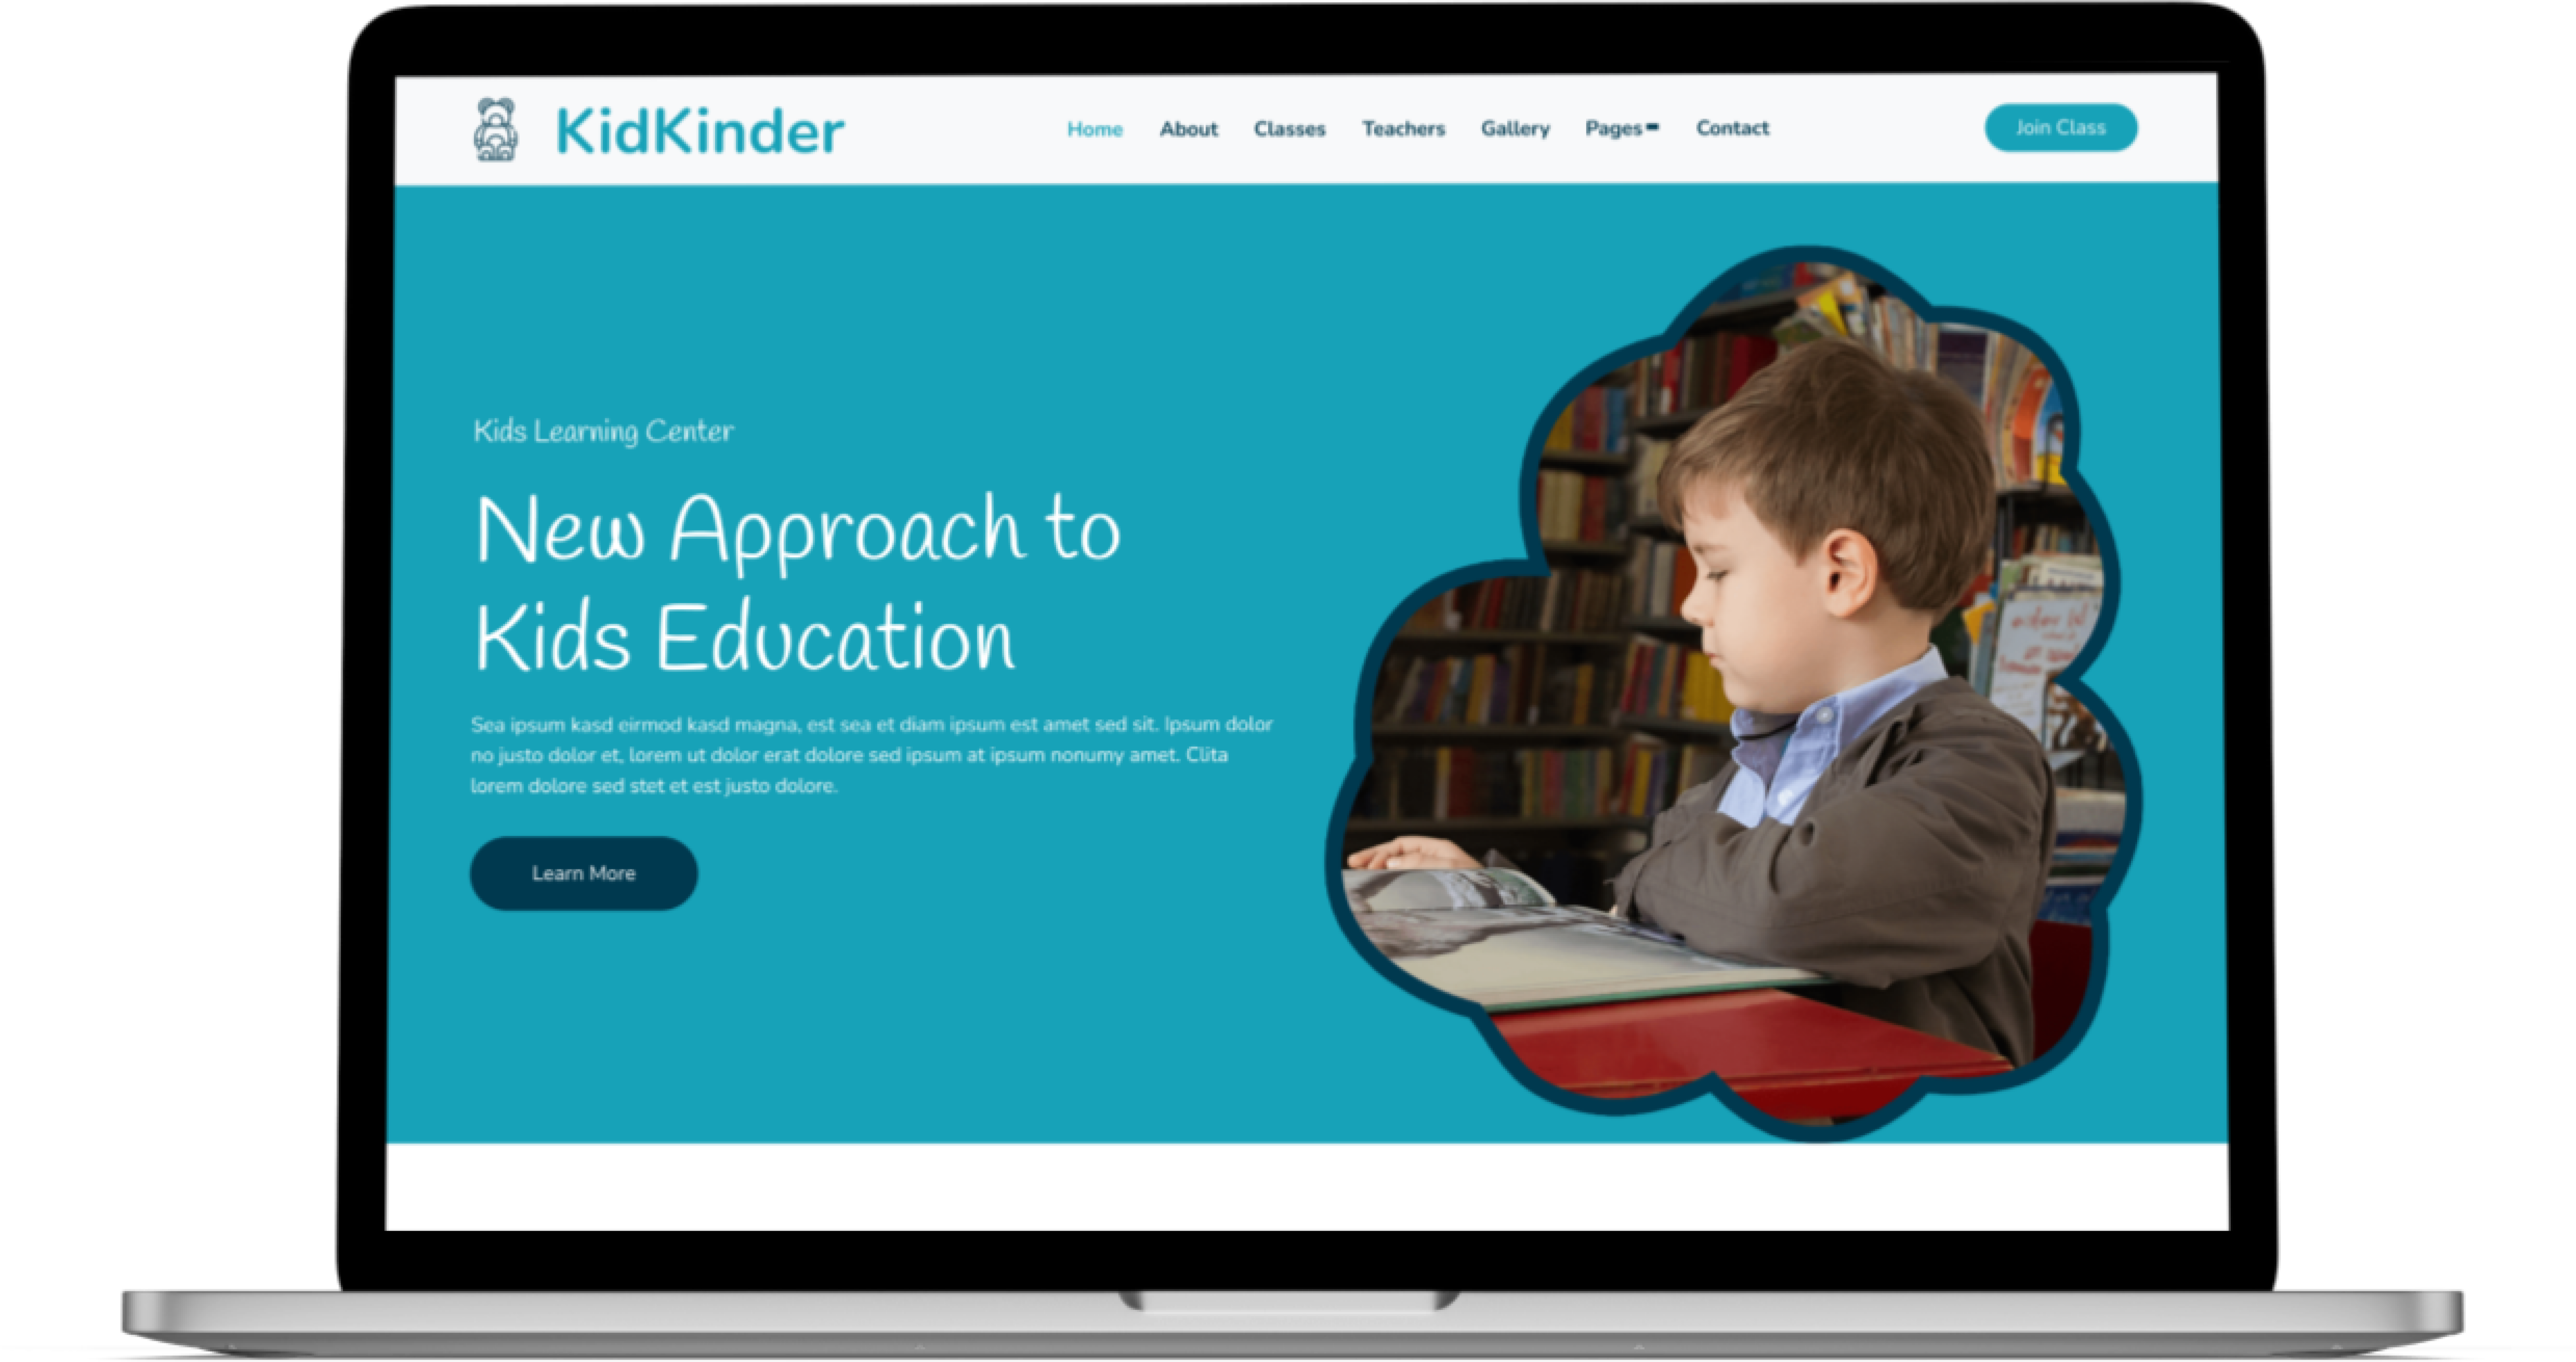 KidKinder
Home About Classes Teachers Gallery Pages Contact
Join Class
Kids Learning Center
New Approach to
Kids Education
Sea ipsum kasd eirmod kasd magna, est sea et diam ipsum est amet sed sit. Ipsum dolor
no justo dolor et, lorem ut dolor erat dolore sed ipsum at ipsum nonumy amet. Clita
lorem dolore sed stet et est justo dolore.
Learn More